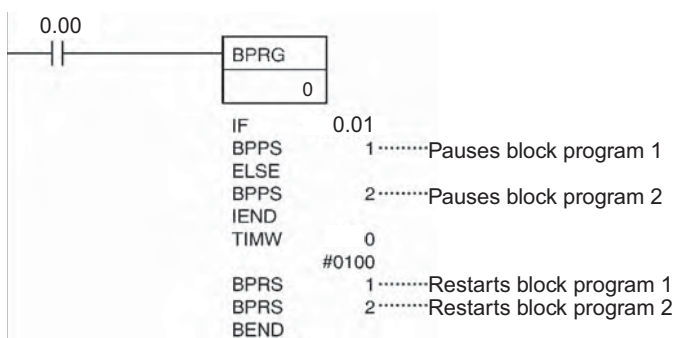 0.00
BPRG
0
IF 0.01
BPPS 1 Pauses block program 1
ELSE
BPPS 2 Pauses block program 2
IEND
TIMW 0
#0100
BPRS 1 Restarts block program 1
BPRS 2 Restarts block program 2
BEND